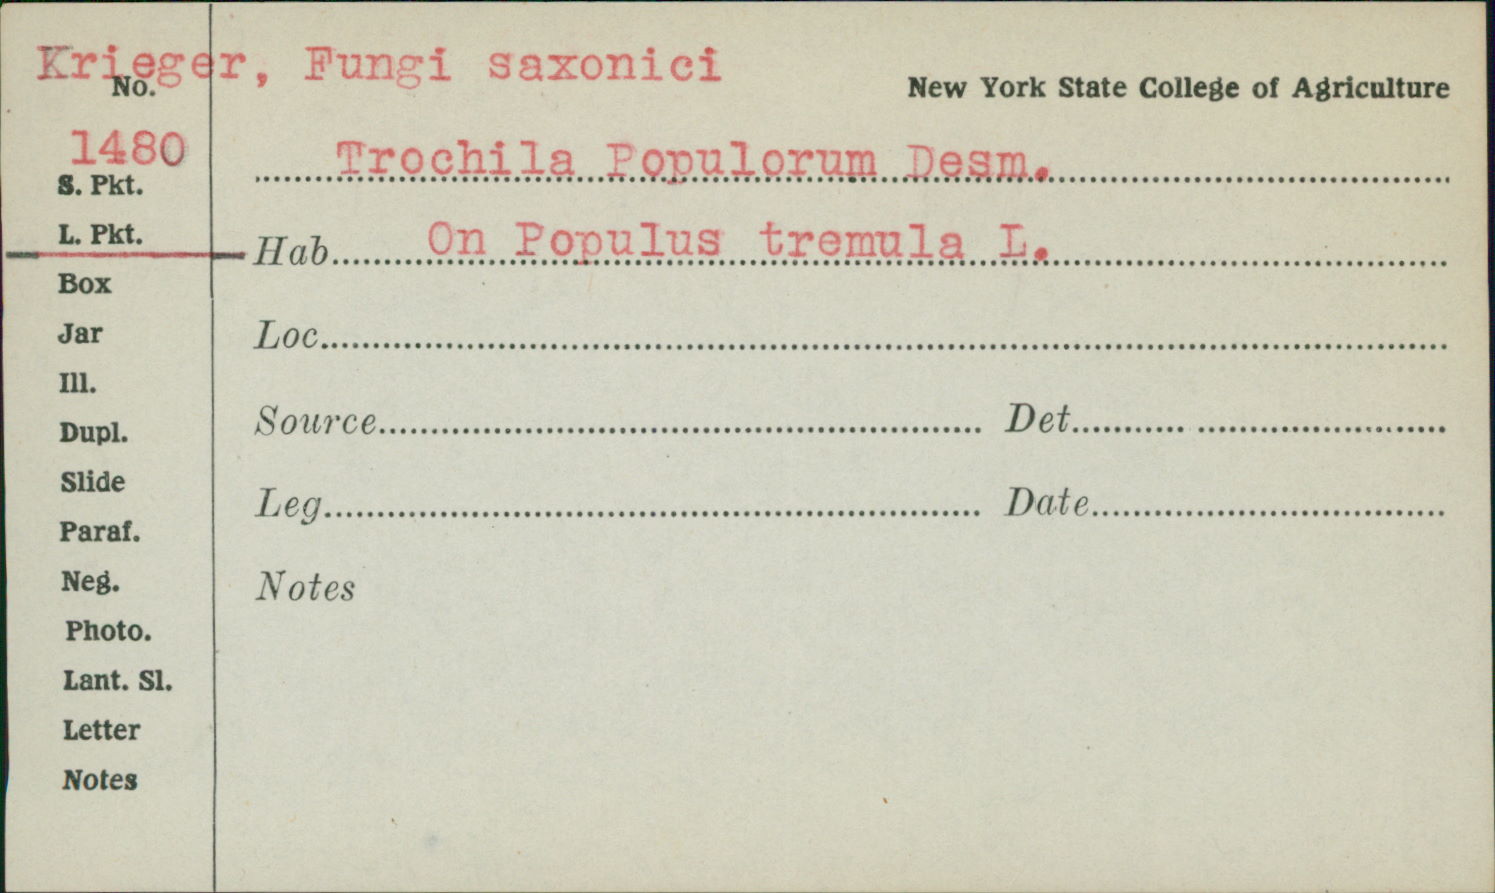 Krieger, Fungi saxonici
No.
New York State College of Agriculture
1480
Trochila Populorum Desm.
S. Pkt.
L. Pkt.
Hab. On Populus tremula L.
Box
Jar
Loc.
Ill.
Dupl.
Source Det.
Slide
Leg. Date
Paraf.
Neg.
Notes
Photo.
Lant. Sl.
Letter
Notes